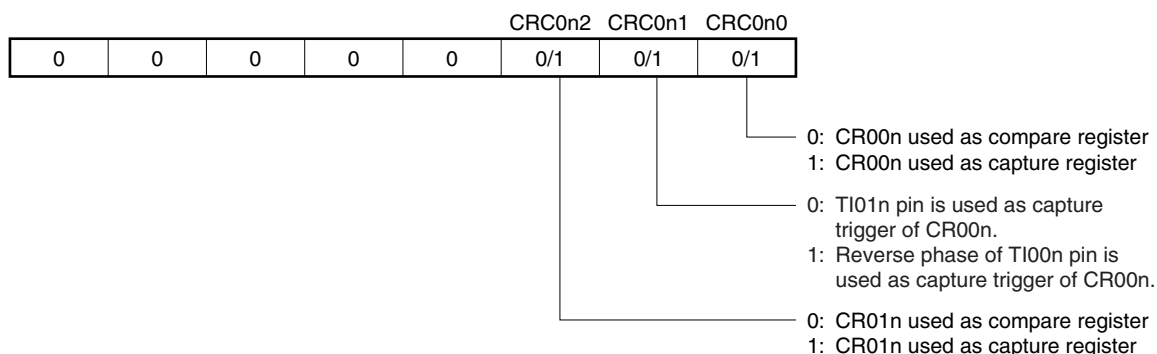 CRC0n2 CRC0n1 CRC0n0
0 0 0 0 0 0/1 0/1 0/1
0: CR00n used as compare register
1: CR00n used as capture register
0: TI01n pin is used as capture
trigger of CR00n.
1: Reverse phase of TI00n pin is
used as capture trigger of CR00n.
0: CR01n used as compare register
1: CR01n used as capture register